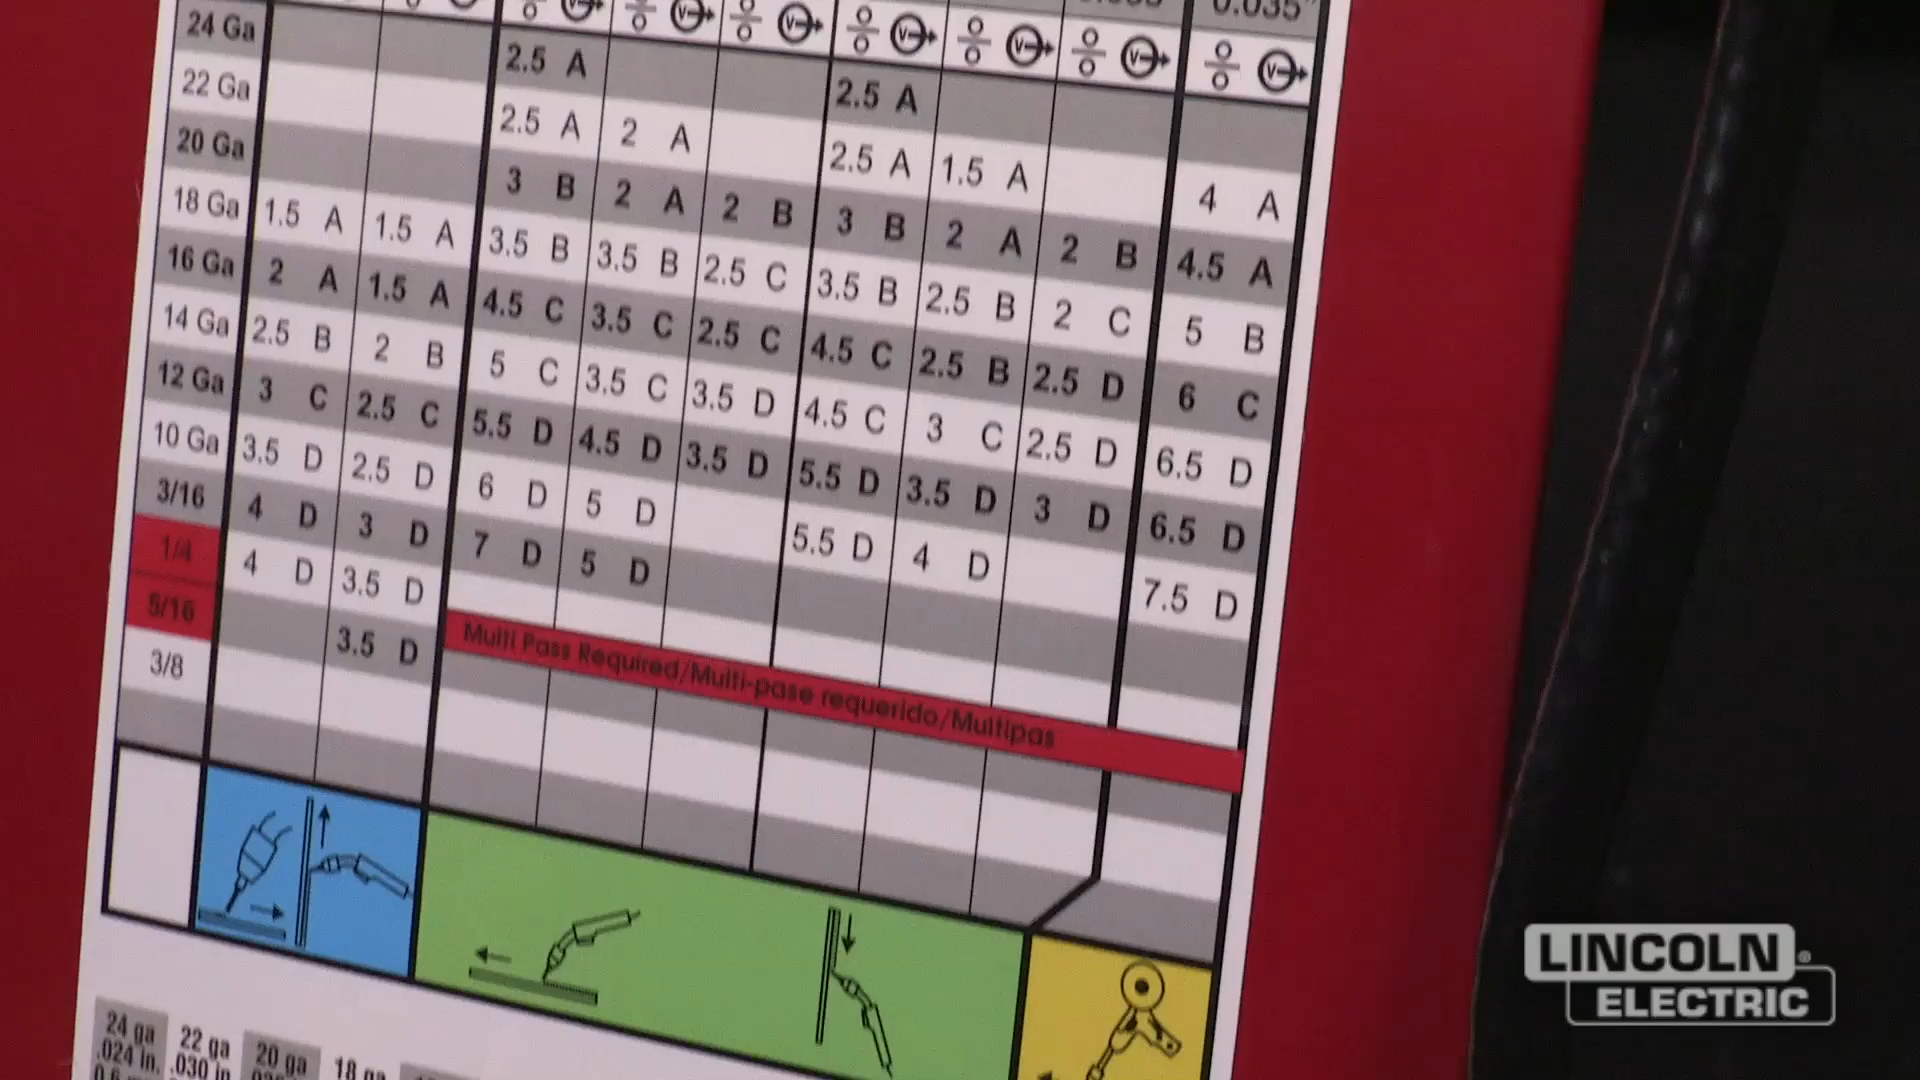 0.035"
24 Ga 2.5 A 2.5 A
22 Ga 2.5 A 2 A 2.5 A 1.5 A 4 A
20 Ga 3 B 2 A 2 B 3 B 2 A 2 B 4.5 A
18 Ga 1.5 A 1.5 A 3.5 B 3.5 B 2.5 C 3.5 B 2.5 B 2 C 5 B
16 Ga 2 A 1.5 A 4.5 C 3.5 C 2.5 C 4.5 C 2.5 B 2.5 D 6 C
14 Ga 2.5 B 2 B 5 C 3.5 C 3.5 D 4.5 C 3 C 2.5 D 6.5 D
12 Ga 3 C 2.5 C 5.5 D 4.5 D 3.5 D 5.5 D 3.5 D 3 D 6.5 D
10 Ga 3.5 D 2.5 D 6 D 5 D 5.5 D 4 D 7.5 D
3/16 4 D 3 D 7 D 5 D
1/4 4 D 3.5 D
5/16 3.5 D
Multi Pass Required/Multi-pase requerido/Multipas
3/8
24 ga 22 ga 20 ga 18 ga
.024 in. .030 in
LINCOLN ®
ELECTRIC